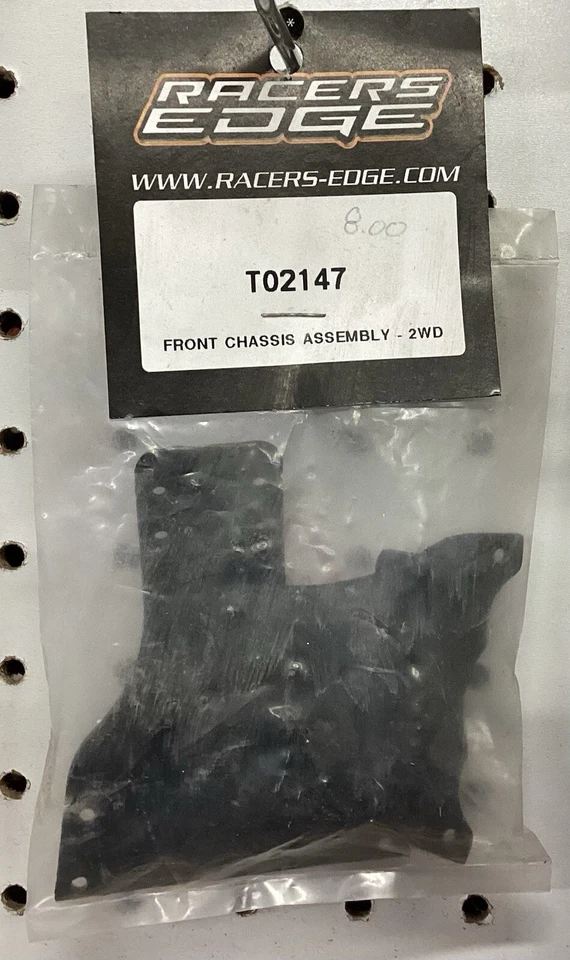 RACERS
EDGE
WWW.RACERS-EDGE.COM
8.00
T02147
FRONT CHASSIS ASSEMBLY - 2WD